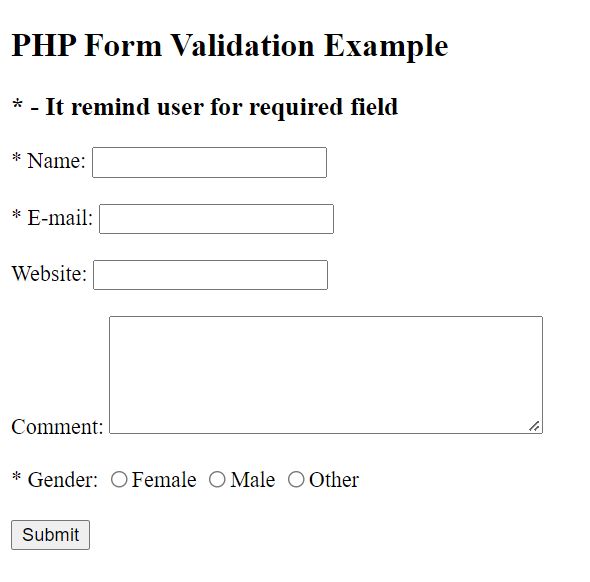 PHP Form Validation Example
* - It remind user for required field
* Name:
* E-mail:
Website:
Comment:
* Gender: Female Male Other
Submit